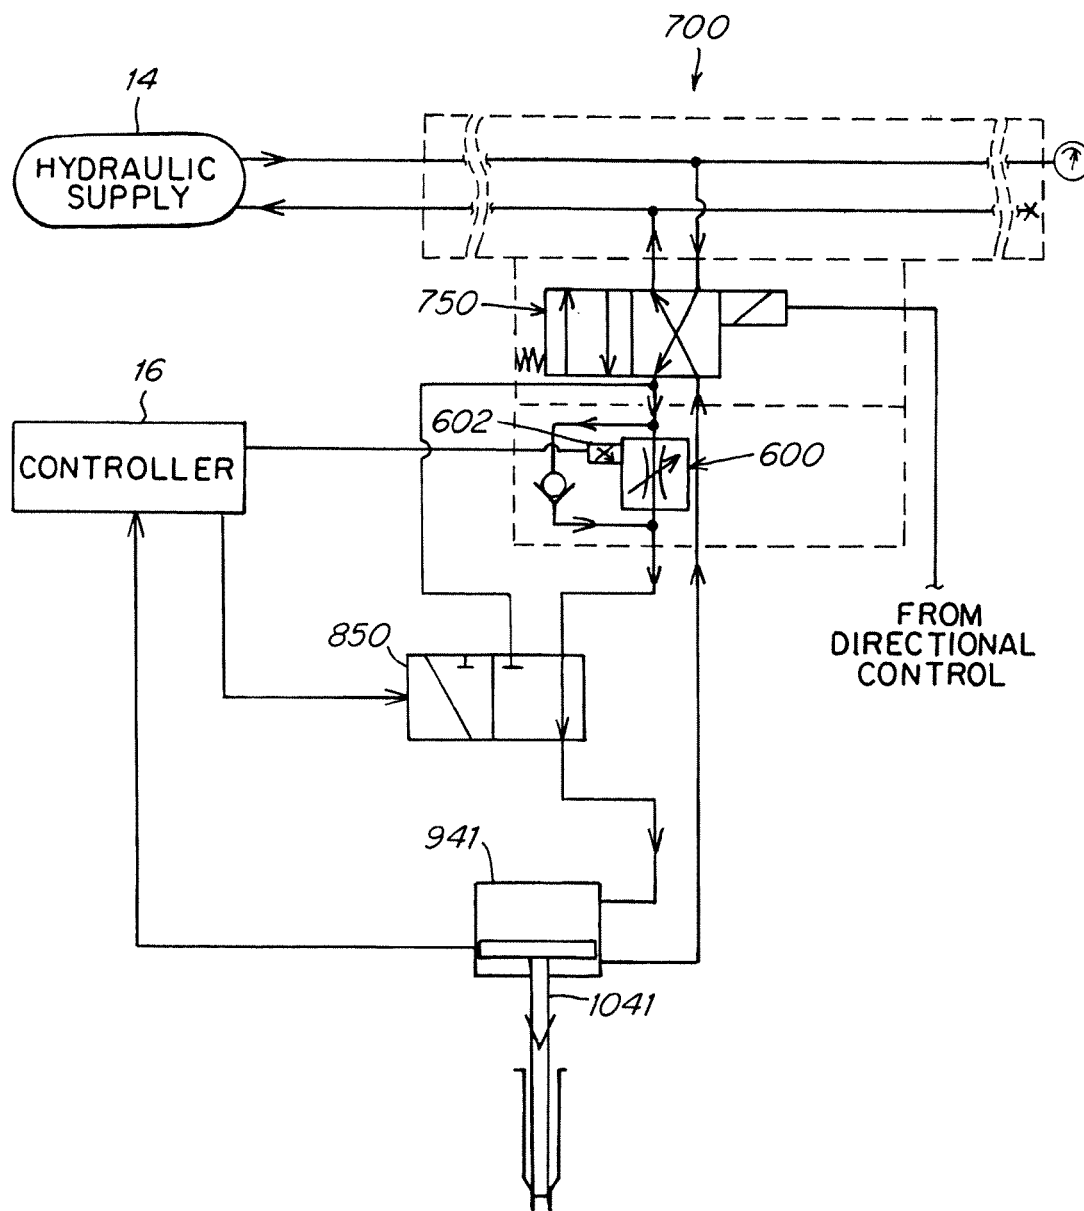 700
14
HYDRAULIC
SUPPLY
750
16
602
600
CONTROLLER
FROM
DIRECTIONAL
CONTROL
850
941
1041